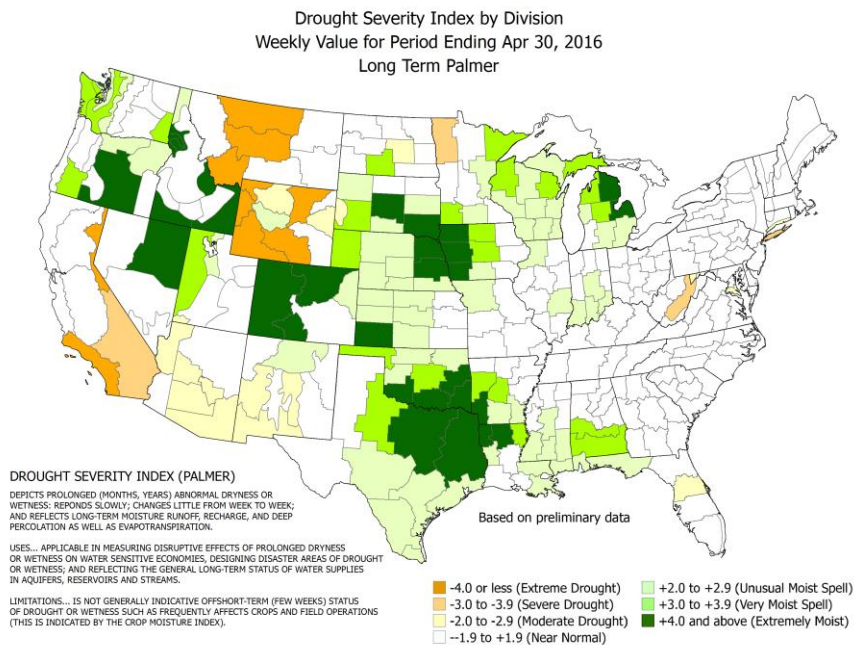 Drought Severity Index by Division
Weekly Value for Period Ending Apr 30, 2016
Long Term Palmer
DROUGHT SEVERITY INDEX (PALMER)
DEPICTS PROLONGED (MONTHS, YEARS) ABNORMAL DRYNESS OR
WETNESS: REPONDS SLOWLY; CHANGES LITTLE FROM WEEK TO WEEK;
AND REFLECTS LONG-TERM MOISTURE RUNOFF, RECHARGE, AND DEEP
PERCOLATION AS WELL AS EVAPOTRANSPIRATION.
USES... APPLICABLE IN MEASURING DISRUPTIVE EFFECTS OF PROLONGED DRYNESS
OR WETNESS ON WATER SENSITIVE ECONOMIES, DESIGNING DISASTER AREAS OF DROUGHT
OR WETNESS; AND REFLECTING THE GENERAL LONG-TERM STATUS OF WATER SUPPLIES
IN AQUIFERS, RESERVOIRS AND STREAMS.
LIMITATIONS... IS NOT GENERALLY INDICATIVE OFFSHORT-TERM (FEW WEEKS) STATUS
OF DROUGHT OR WETNESS SUCH AS FREQUENTLY AFFECTS CROPS AND FIELD OPERATIONS
(THIS IS INDICATED BY THE CROP MOISTURE INDEX).
Based on preliminary data
-4.0 or less (Extreme Drought)
-3.0 to -3.9 (Severe Drought)
-2.0 to -2.9 (Moderate Drought)
--1.9 to +1.9 (Near Normal)
+2.0 to +2.9 (Unusual Moist Spell)
+3.0 to +3.9 (Very Moist Spell)
+4.0 and above (Extremely Moist)